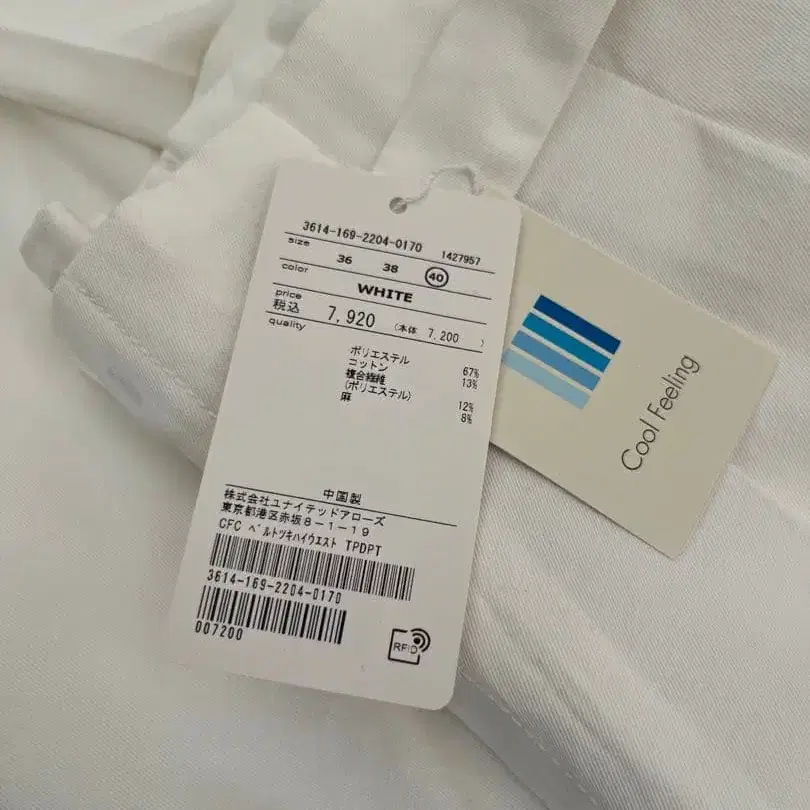 3614-169-2204-0170 1427957
size 36 38 40
color WHITE
price 税込 7,920 (本体 7,200 )
quality
ポリエステル 67%
コットン 13%
複合繊維
(ポリエステル) 12%
麻 8%
中国製
株式会社ユナイテッドアローズ
東京都港区赤坂8-1-19
CFC ベルトツキハイウエスト TPDPT
3614-169-2204-0170
007200
RFID
Cool Feeling